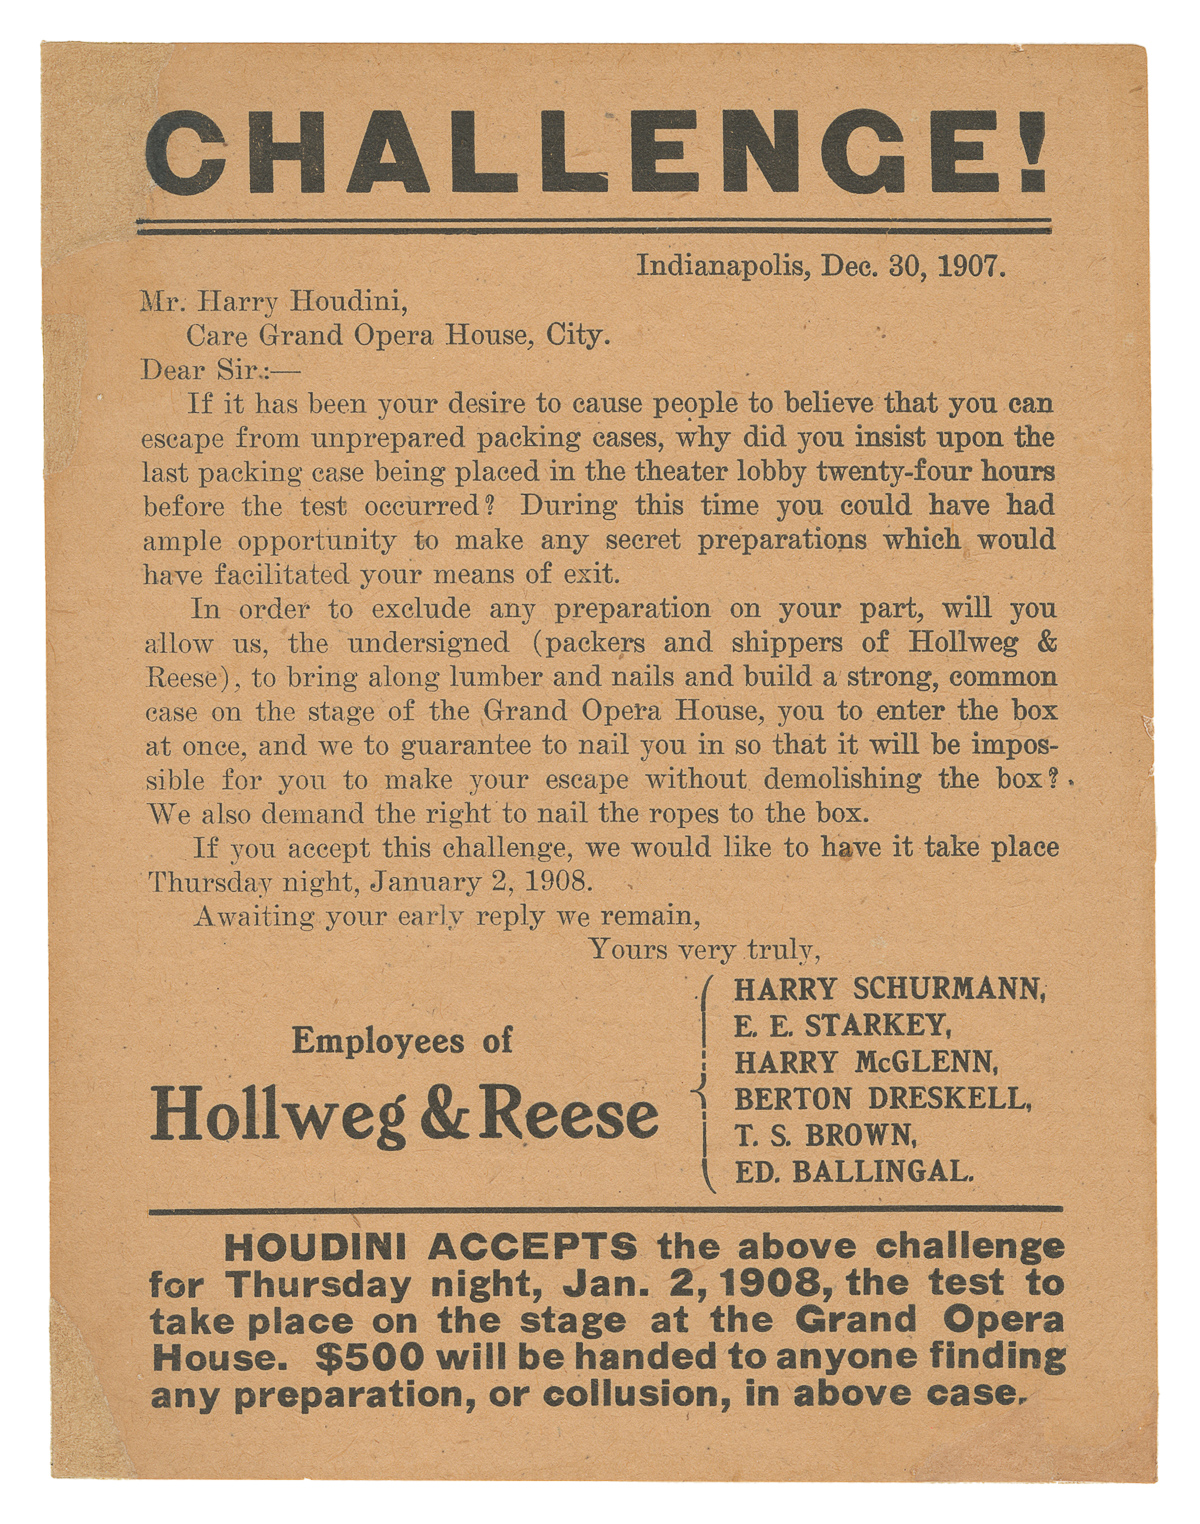 CHALLENGE!
Indianapolis, Dec. 30, 1907.
Mr. Harry Houdini,
Care Grand Opera House, City.
Dear Sir.:—
If it has been your desire to cause people to believe that you can
escape from unprepared packing cases, why did you insist upon the
last packing case being placed in the theater lobby twenty-four hours
before the test occurred? During this time you could have had
ample opportunity to make any secret preparations which would
have facilitated your means of exit.
In order to exclude any preparation on your part, will you
allow us, the undersigned (packers and shippers of Hollweg &
Reese), to bring along lumber and nails and build a strong, common
case on the stage of the Grand Opera House, you to enter the box
at once, and we to guarantee to nail you in so that it will be impos-
sible for you to make your escape without demolishing the box?.
We also demand the right to nail the ropes to the box.
If you accept this challenge, we would like to have it take place
Thursday night, January 2, 1908.
Awaiting your early reply we remain,
Yours very truly,
Employees of
Hollweg & Reese
HARRY SCHURMANN,
E. E. STARKEY,
HARRY McGLENN,
BERTON DRESKELL,
T. S. BROWN,
ED. BALLINGAL.
HOUDINI ACCEPTS the above challenge
for Thursday night, Jan. 2, 1908, the test to
take place on the stage at the Grand Opera
House. $500 will be handed to anyone finding
any preparation, or collusion, in above case.